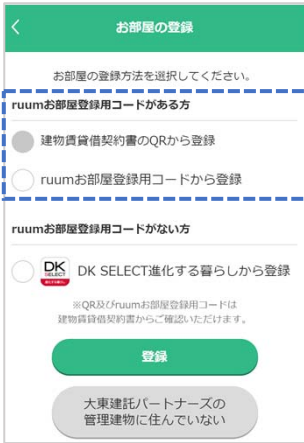 お部屋の登録
お部屋の登録方法を選択してください。
ruumお部屋登録用コードがある方
建物賃貸借契約書のQRから登録
ruumお部屋登録用コードから登録
ruumお部屋登録用コードがない方
DK SELECT
DK SELECT進化する暮らしから登録
※QR及びruumお部屋登録用コードは
建物賃貸借契約書からご確認いただけます。
登録
大東建託パートナーズの
管理建物に住んでいない